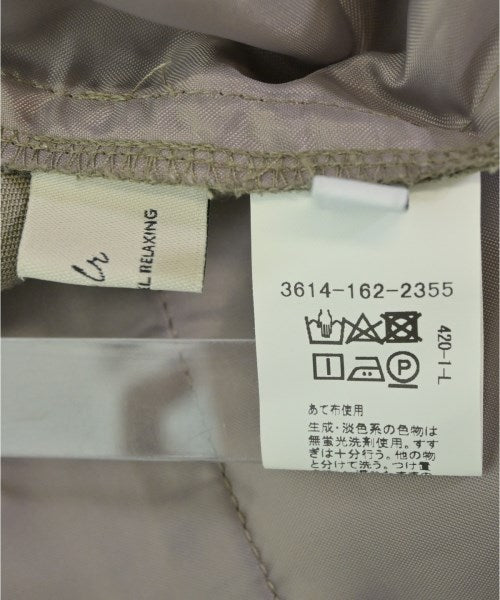 lr
RELAXING
3614-162-2355
420-1-L
P
あて布使用
生成・淡色系の色物は
無蛍光洗剤使用。すす
ぎは十分行う。他の物
と分けて洗う。つけ置